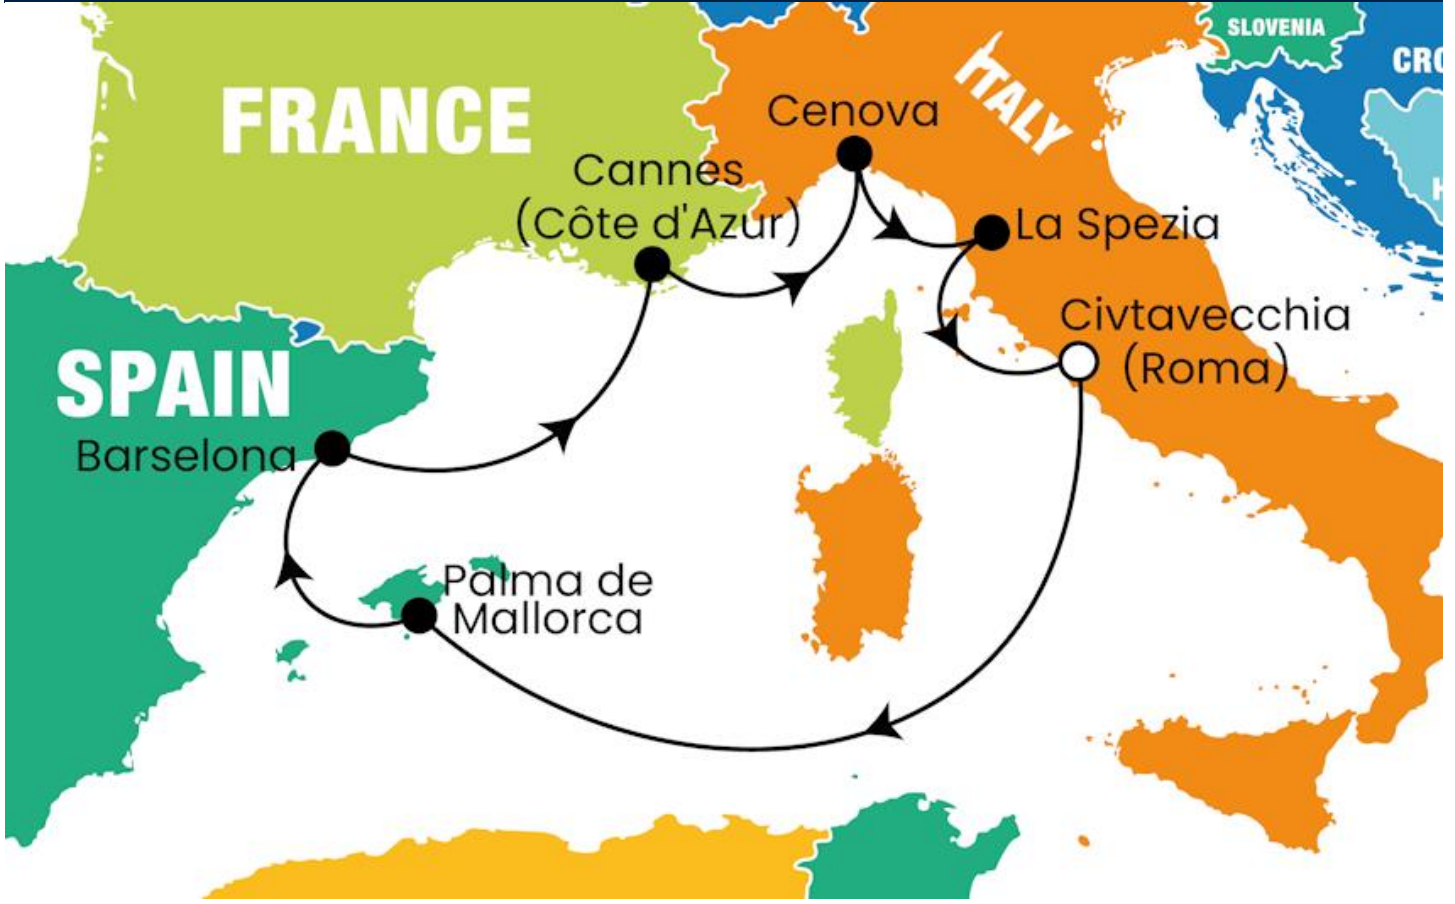 SLOVENIA
CRO
FRANCE
ITALY
Cenova
Cannes
(Côte d'Azur)
La Spezia
H
Civtavecchia
(Roma)
SPAIN
Barselona
Palma de
Mallorca